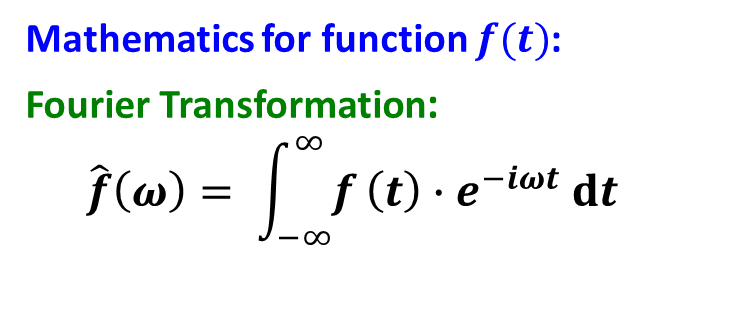 Mathematics for function f(t):
Fourier Transformation:
f̂(ω) = ∫_{-∞}^{∞} f (t) · e^{-iωt} dt